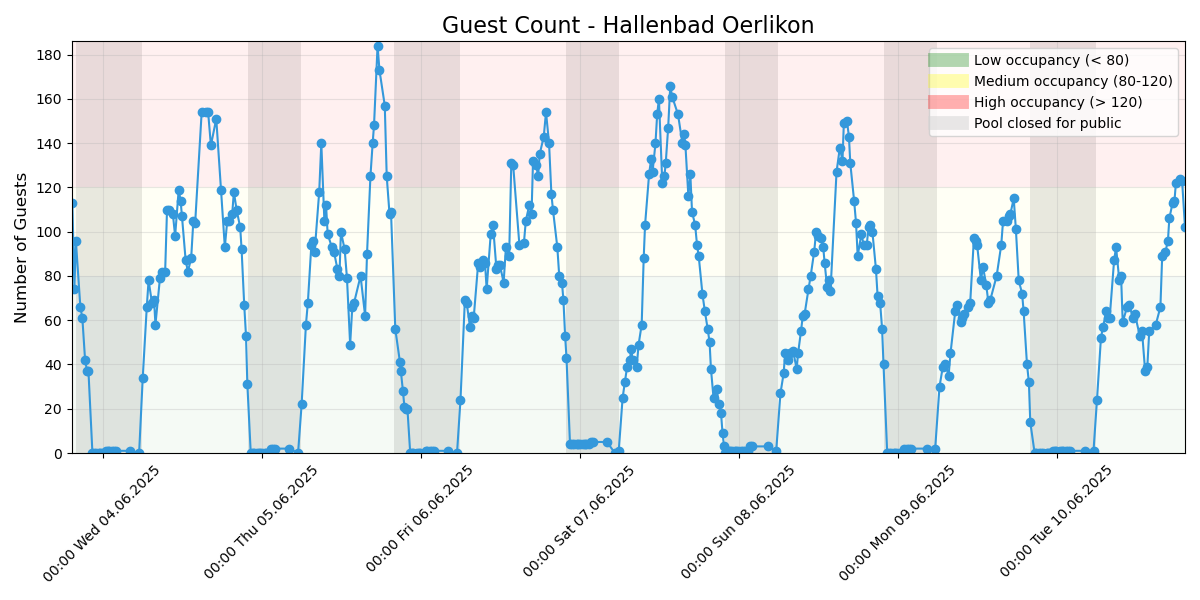 Guest Count - Hallenbad Oerlikon
Number of Guests
180
160
140
120
100
80
60
40
20
0
Low occupancy (< 80)
Medium occupancy (80-120)
High occupancy (> 120)
Pool closed for public
00:00 Wed 04.06.2025
00:00 Thu 05.06.2025
00:00 Fri 06.06.2025
00:00 Sat 07.06.2025
00:00 Sun 08.06.2025
00:00 Mon 09.06.2025
00:00 Tue 10.06.2025